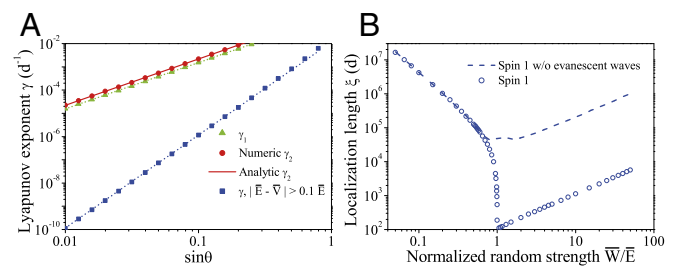 A
Lyapunov exponent γ (d⁻¹)
10⁻²
10⁻⁴
10⁻⁶
10⁻⁸
10⁻¹⁰
γ₁
Numeric γ₂
Analytic γ₂
γ, | E̅ - V̅ | > 0.1 E̅
0.01
0.1
1
sinθ
B
Localization length ξ (d)
10⁷
10⁶
10⁵
10⁴
10³
10²
Spin 1 w/o evanescent waves
Spin 1
0.1
1
10
100
Normalized random strength W̅/E̅